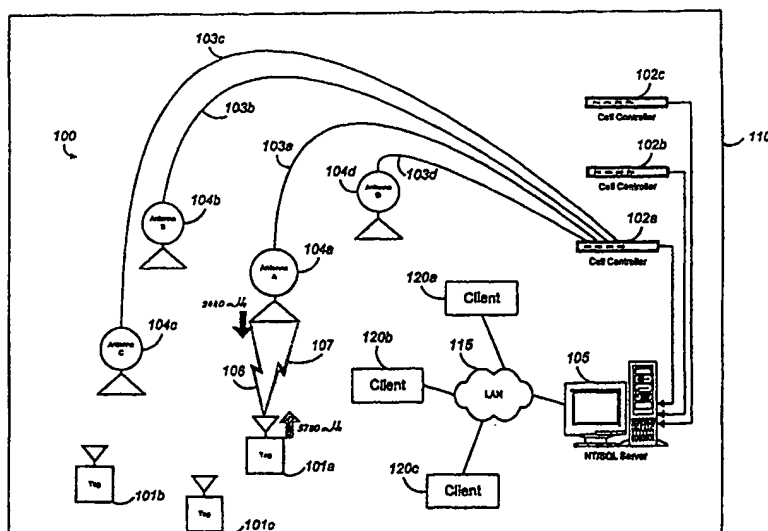 103c
102c
Cell Controller
103b
100
110
103a
102b
104d
103d
Cell Controller
Antenna
D
104b
102a
Antenna
B
104a
Cell Controller
Antenna
A
120a
Client
104c
107
115
105
120b
Antenna
C
106
Client
LAN
NT/SQL Server
120c
Tag
101a
Client
Tag
101b
Tag
101c